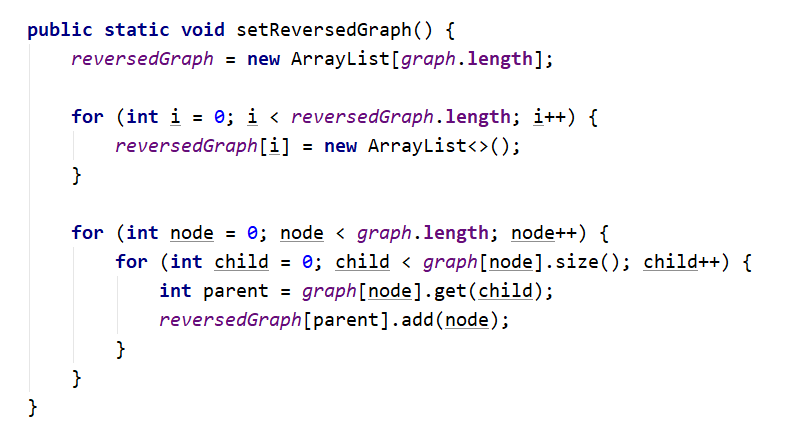 public static void setReversedGraph() {
    reversedGraph = new ArrayList[graph.length];

    for (int i = 0; i < reversedGraph.length; i++) {
        reversedGraph[i] = new ArrayList<>();
    }

    for (int node = 0; node < graph.length; node++) {
        for (int child = 0; child < graph[node].size(); child++) {
            int parent = graph[node].get(child);
            reversedGraph[parent].add(node);
        }
    }
}